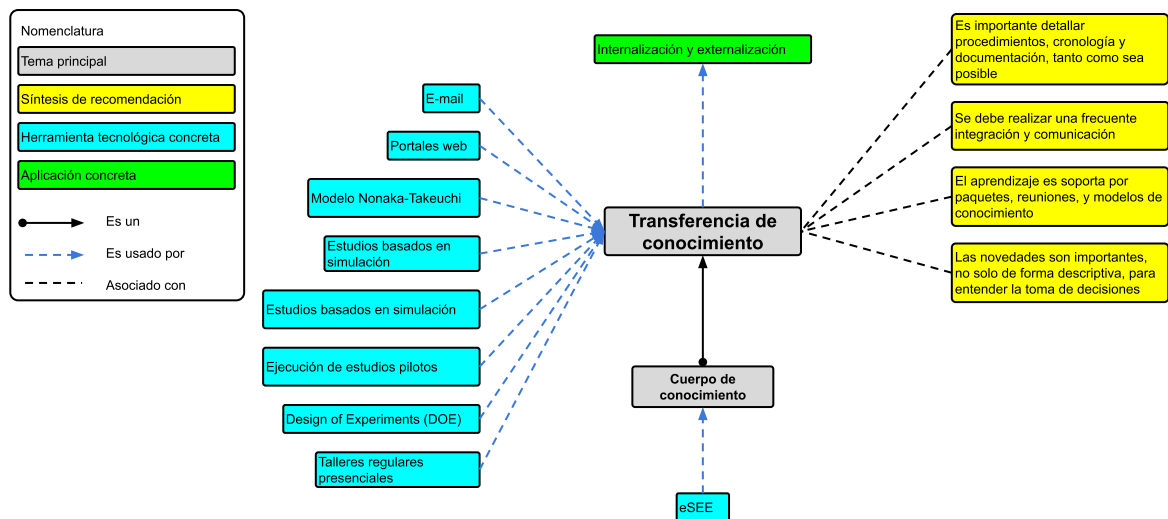 Nomenclatura
Tema principal
Síntesis de recomendación
Herramienta tecnológica concreta
Aplicación concreta
Es un
Es usado por
Asociado con
Internalización y externalización
E-mail
Portales web
Modelo Nonaka-Takeuchi
Estudios basados en
simulación
Estudios basados en simulación
Ejecución de estudios pilotos
Design of Experiments (DOE)
Talleres regulares
presenciales
Transferencia de
conocimiento
Cuerpo de
conocimiento
eSEE
Es importante detallar
procedimientos, cronología y
documentación, tanto como sea
posible
Se debe realizar una frecuente
integración y comunicación
El aprendizaje es soporta por
paquetes, reuniones, y modelos de
conocimiento
Las novedades son importantes,
no solo de forma descriptiva, para
entender la toma de decisiones